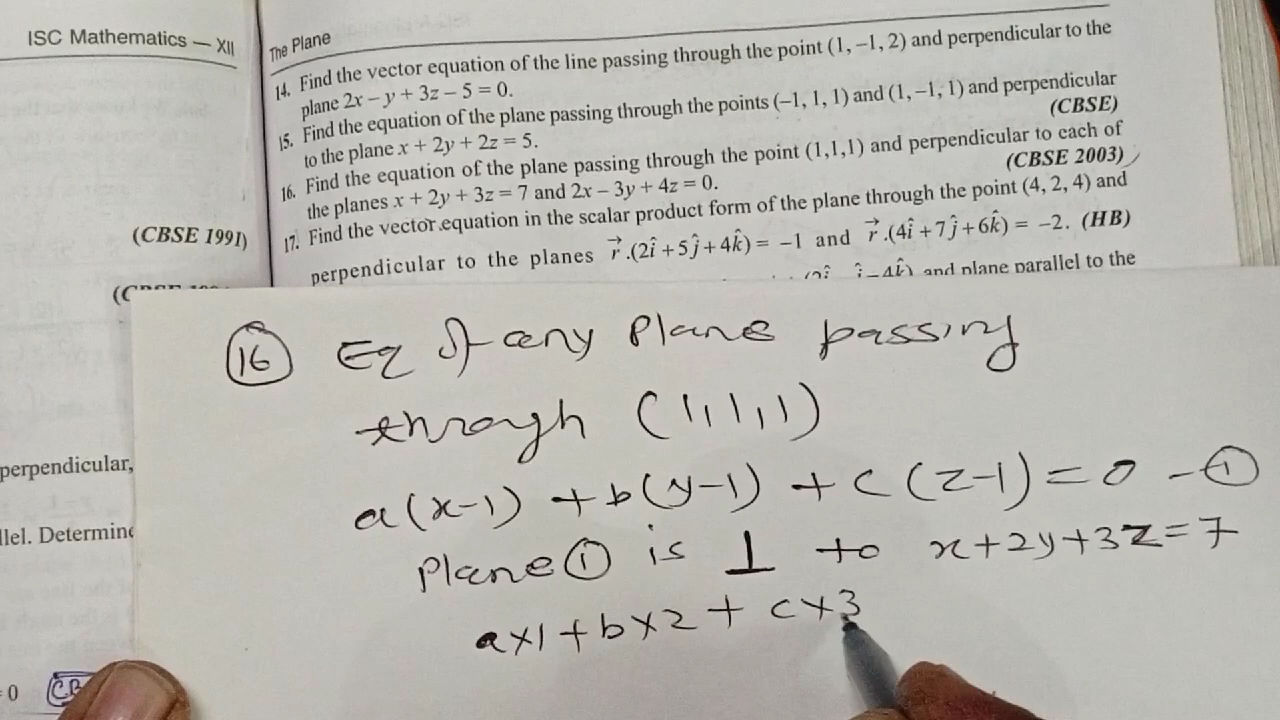 ISC Mathematics — XII
(CBSE 1991)
perpendicular,
llel. Determine
= 0
The Plane
14. Find the vector equation of the line passing through the point (1, –1, 2) and perpendicular to the
plane 2x – y + 3z – 5 = 0.
15. Find the equation of the plane passing through the points (–1, 1, 1) and (1, –1, 1) and perpendicular
to the plane x + 2y + 2z = 5. (CBSE)
16. Find the equation of the plane passing through the point (1,1,1) and perpendicular to each of
the planes x + 2y + 3z = 7 and 2x – 3y + 4z = 0. (CBSE 2003)
17. Find the vector equation in the scalar product form of the plane through the point (4, 2, 4) and
perpendicular to the planes r⃗.(2î + 5ĵ + 4k̂) = –1 and r⃗.(4î + 7ĵ + 6k̂) = –2. (HB)
and plane parallel to the
(16) Eq of any Plane passing
through (1,1,1)
a(x-1) + b(y-1) + c(z-1) = 0 - ①
Plane ① is ⊥ to x+2y+3z=7
a×1 + b×2 + c×3